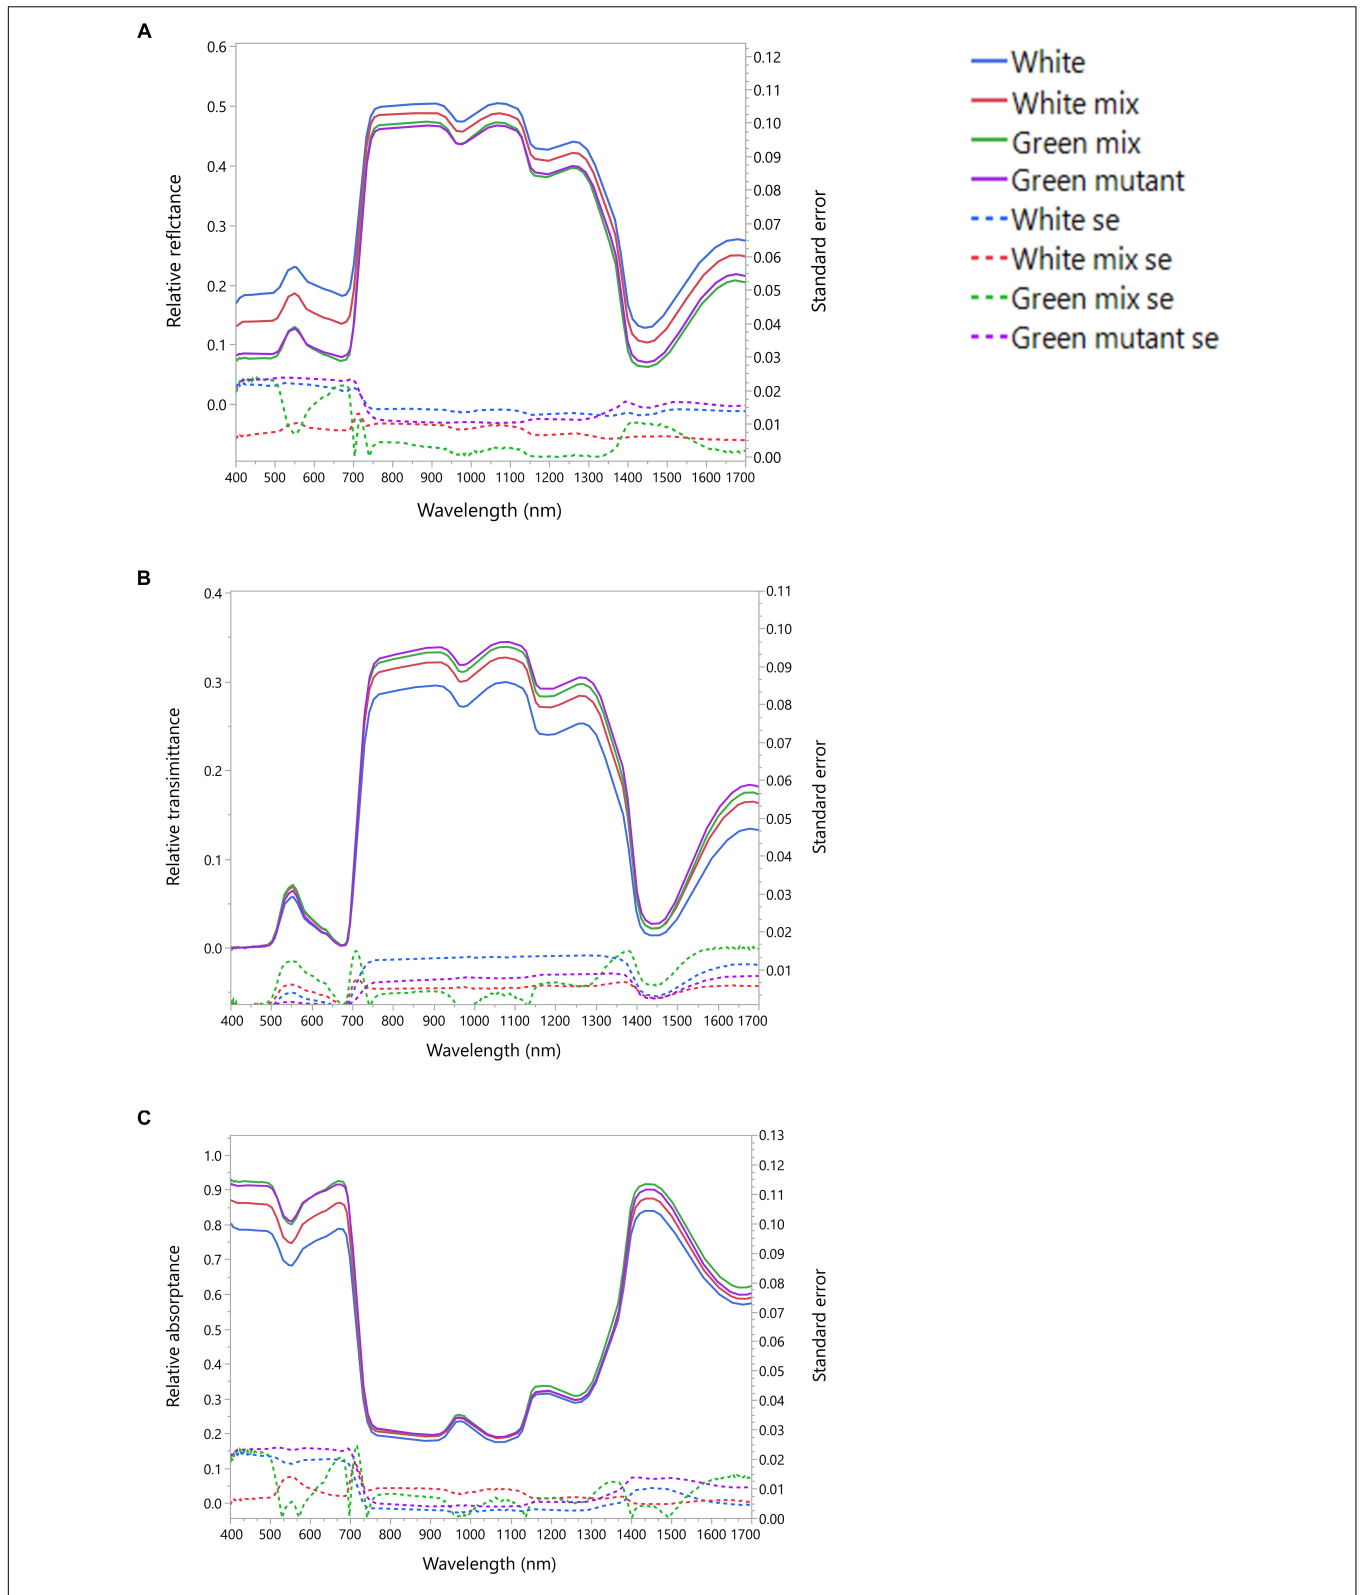 A
0.6
0.5
0.4
0.3
0.2
0.1
0.0
Relative reflctance
0.12
0.11
0.10
0.09
0.08
0.07
0.06
0.05
0.04
0.03
0.02
0.01
0.00
Standard error
400 500 600 700 800 900 1000 1100 1200 1300 1400 1500 1600 1700
Wavelength (nm)
White
White mix
Green mix
Green mutant
White se
White mix se
Green mix se
Green mutant se
B
0.4
0.3
0.2
0.1
0.0
Relative transimittance
0.11
0.10
0.09
0.08
0.07
0.06
0.05
0.04
0.03
0.02
0.01
Standard error
400 500 600 700 800 900 1000 1100 1200 1300 1400 1500 1600 1700
Wavelength (nm)
C
1.0
0.9
0.8
0.7
0.6
0.5
0.4
0.3
0.2
0.1
0.0
Relative absorptance
0.13
0.12
0.11
0.10
0.09
0.08
0.07
0.06
0.05
0.04
0.03
0.02
0.01
0.00
Standard error
400 500 600 700 800 900 1000 1100 1200 1300 1400 1500 1600 1700
Wavelength (nm)